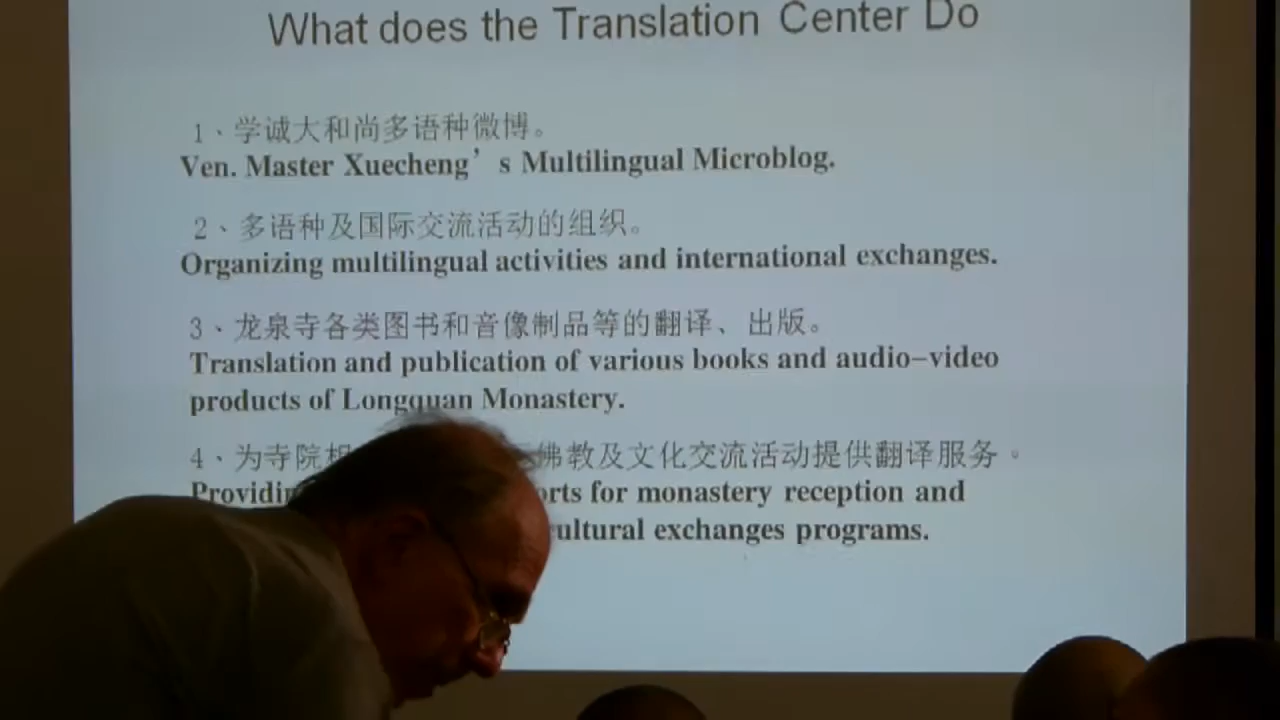 What does the Translation Center Do
1、学诚大和尚多语种微博。
Ven. Master Xuecheng’s Multilingual Microblog.
2、多语种及国际交流活动的组织。
Organizing multilingual activities and international exchanges.
3、龙泉寺各类图书和音像制品等的翻译、出版。
Translation and publication of various books and audio-video
products of Longquan Monastery.
4、为寺院 佛教及文化交流活动提供翻译服务。
for monastery reception and
exchanges programs.